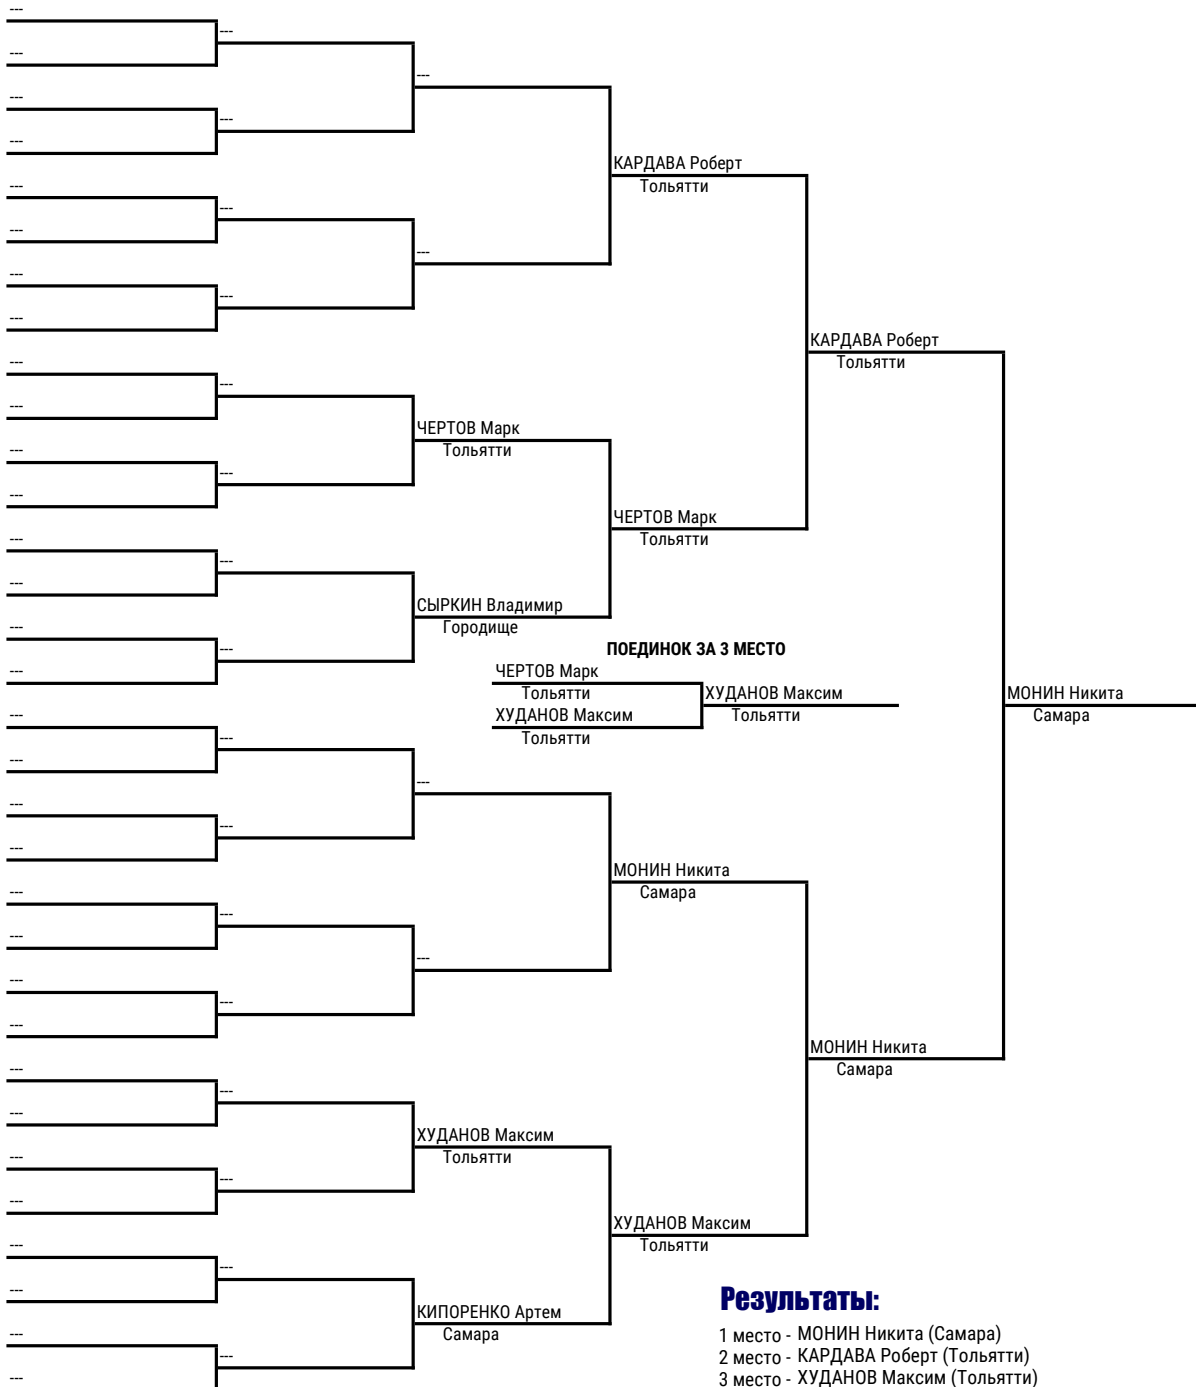 ---
---
---
---
---
---
---
КАРДАВА Роберт
Тольятти
---
---
---
---
---
---
---
КАРДАВА Роберт
Тольятти
---
---
---
ЧЕРТОВ Марк
Тольятти
---
---
---
ЧЕРТОВ Марк
Тольятти
---
---
---
СЫРКИН Владимир
Городище
---
---
---
ПОЕДИНОК ЗА 3 МЕСТО
ЧЕРТОВ Марк
Тольятти
ХУДАНОВ Максим
Тольятти
ХУДАНОВ Максим
Тольятти
МОНИН Никита
Самара
---
---
---
---
---
---
---
МОНИН Никита
Самара
---
---
---
---
---
---
---
МОНИН Никита
Самара
---
---
---
ХУДАНОВ Максим
Тольятти
---
---
---
ХУДАНОВ Максим
Тольятти
---
---
---
КИПОРЕНКО Артем
Самара
---
---
---
Результаты:
1 место - МОНИН Никита (Самара)
2 место - КАРДАВА Роберт (Тольятти)
3 место - ХУДАНОВ Максим (Тольятти)